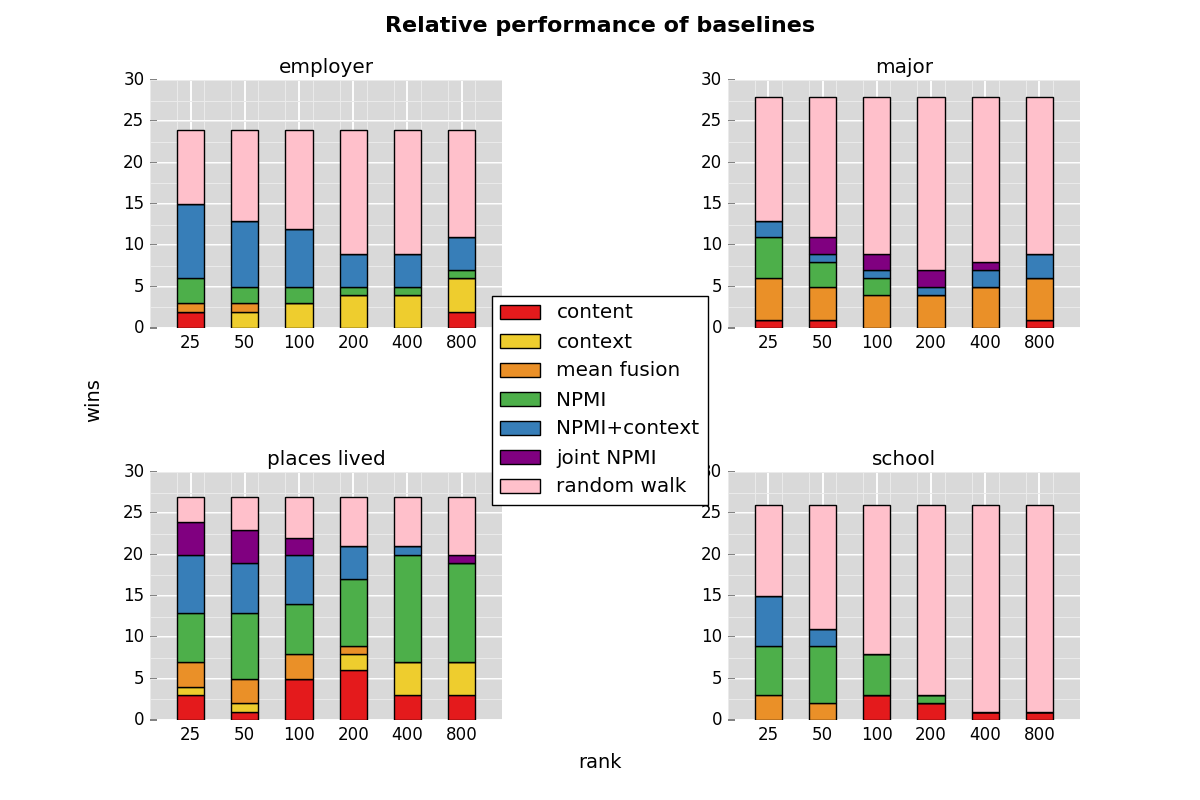 Relative performance of baselines
employer
30
25
20
15
10
5
0
25 50 100 200 400 800
major
30
25
20
15
10
5
0
25 50 100 200 400 800
content
context
mean fusion
NPMI
NPMI+context
joint NPMI
random walk
wins
places lived
30
25
20
15
10
5
0
25 50 100 200 400 800
school
30
25
20
15
10
5
0
25 50 100 200 400 800
rank